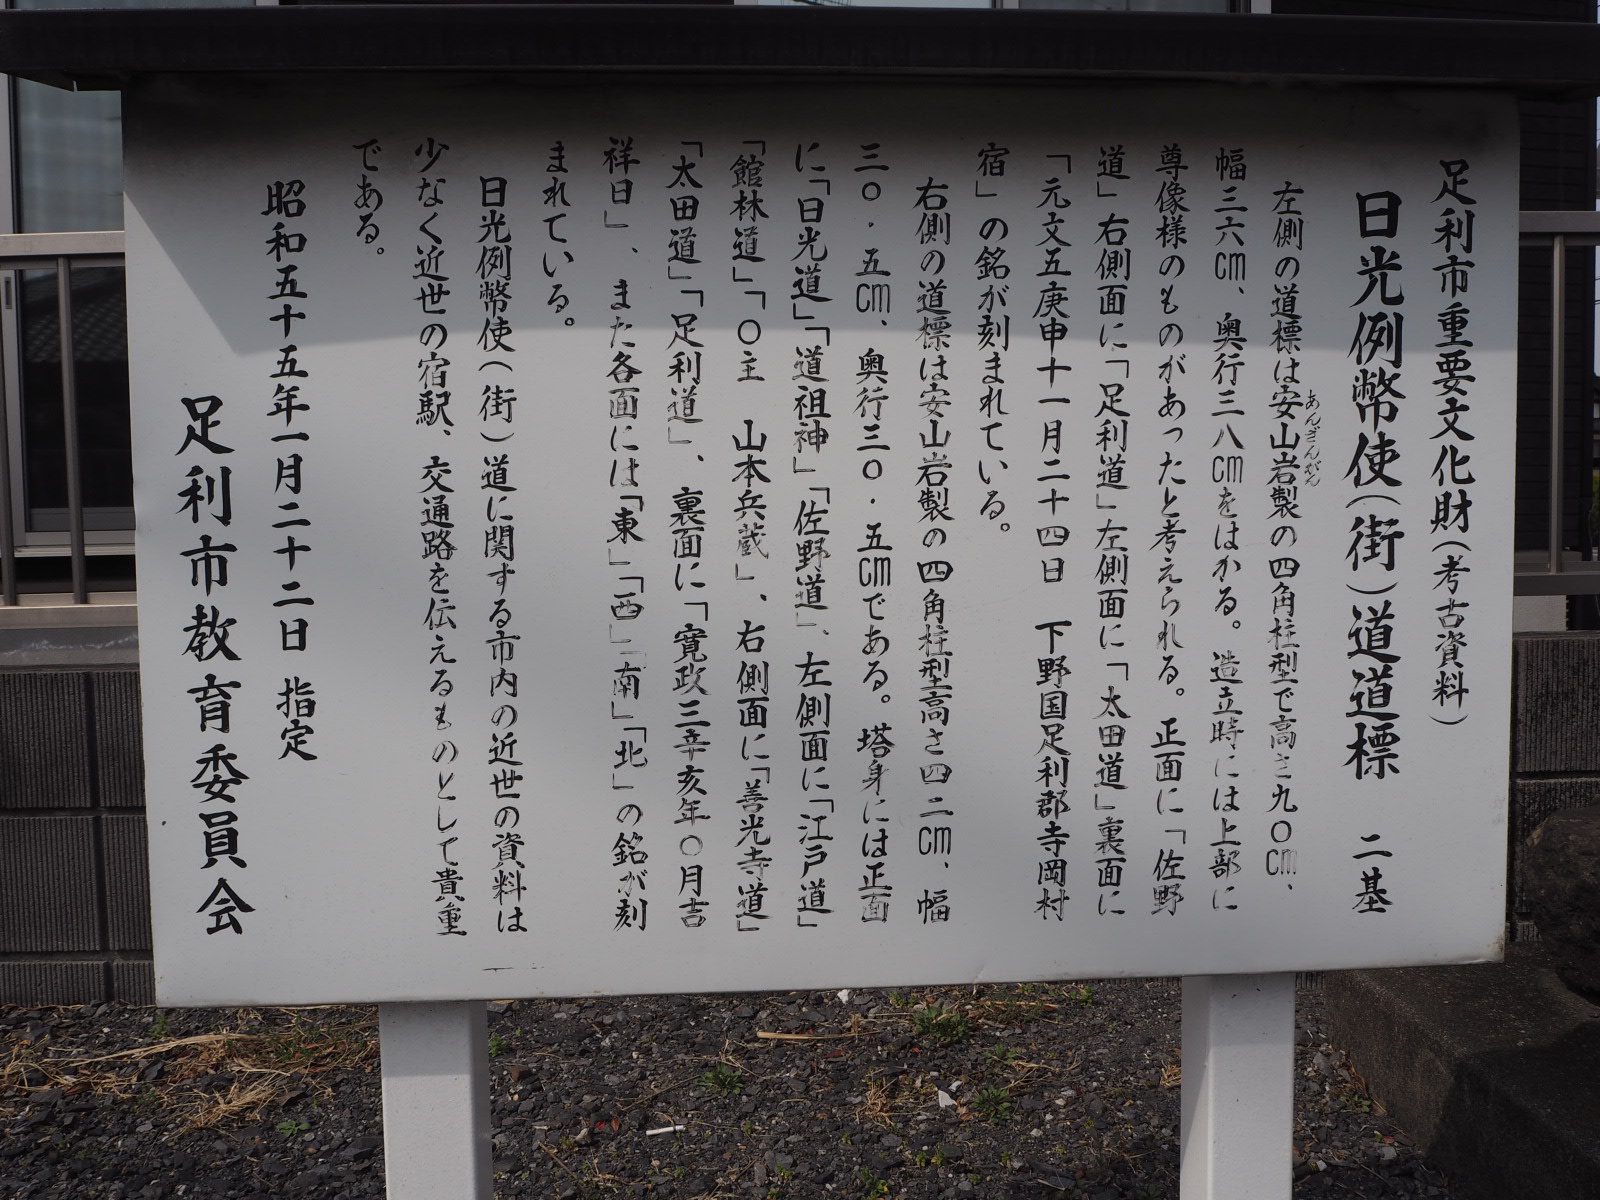 足利市重要文化財(考古資料)
日光例幣使(街)道道標　二基
左側の道標は安山岩製の四角柱型で高さ九〇cm、
あんざんがん
幅三六cm、奥行三八cmをはかる。造立時には上部に
尊像様のものがあったと考えられる。正面に「佐野
道」右側面に「足利道」左側面に「太田道」裏面に
「元文五庚申十一月二十四日　下野国足利郡寺岡村
宿」の銘が刻まれている。
右側の道標は安山岩製の四角柱型高さ四二cm、幅
三〇・五cm、奥行三〇・五cmである。塔身には正面
に「日光道」「道祖神」「佐野道」、左側面に「江戸道」
「館林道」「〇主　山本兵蔵」、右側面に「善光寺道」
「太田道」「足利道」、裏面に「寛政三辛亥年〇月吉
祥日」、また各面には「東」「西」「南」「北」の銘が刻
まれている。
日光例幣使(街)道に関する市内の近世の資料は
少なく近世の宿駅、交通路を伝えるものとして貴重
である。
昭和五十五年一月二十二日　指定
足利市教育委員会